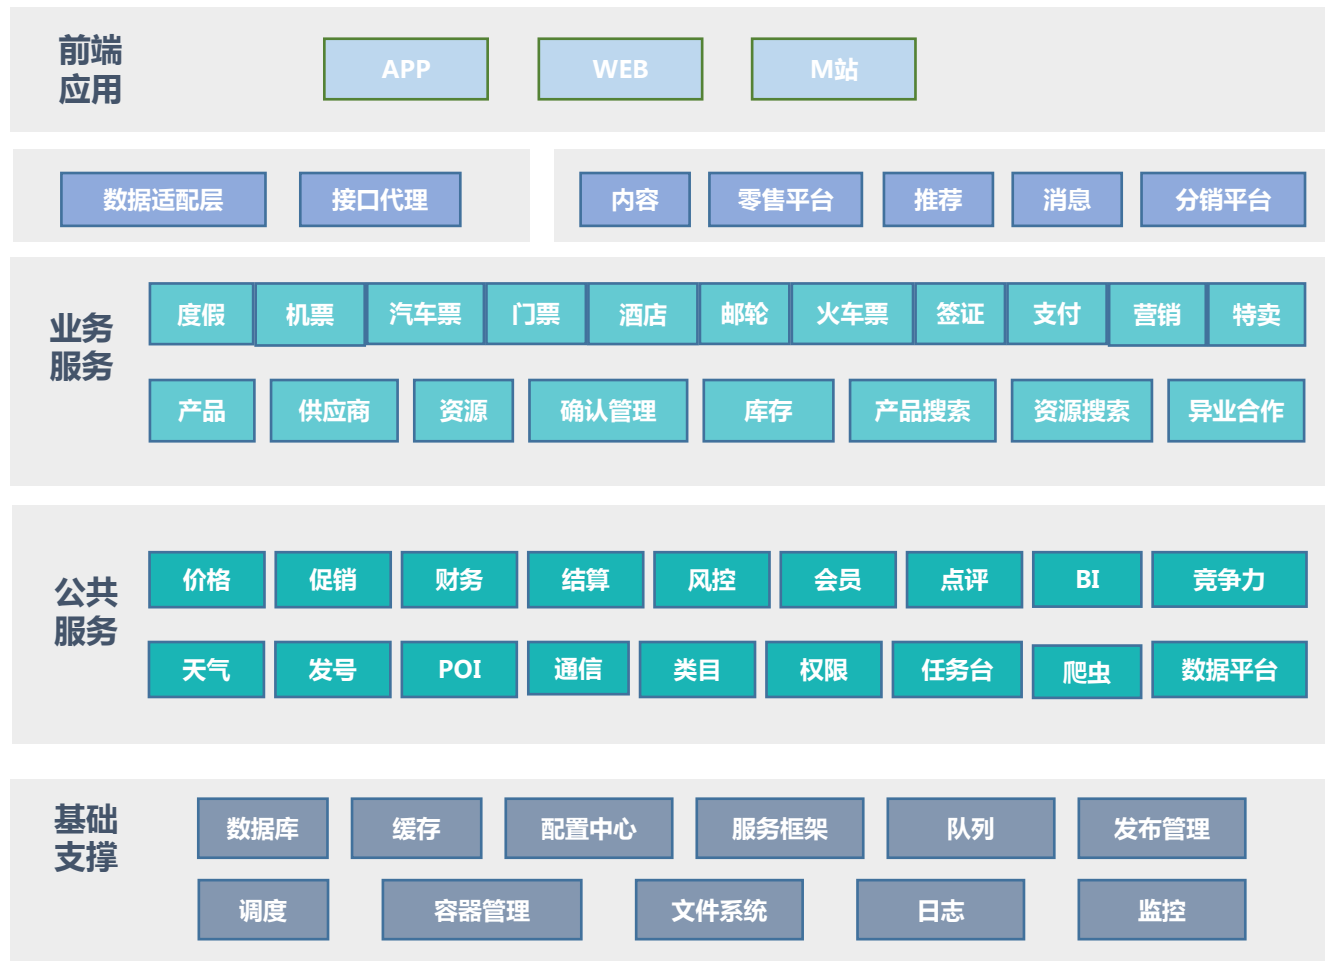 前端
应用
APP
WEB
M站
数据适配层
接口代理
内容
零售平台
推荐
消息
分销平台
业务
服务
度假
机票
汽车票
门票
酒店
邮轮
火车票
签证
支付
营销
特卖
产品
供应商
资源
确认管理
库存
产品搜索
资源搜索
异业合作
公共
服务
价格
促销
财务
结算
风控
会员
点评
BI
竞争力
天气
发号
POI
通信
类目
权限
任务台
爬虫
数据平台
基础
支撑
数据库
缓存
配置中心
服务框架
队列
发布管理
调度
容器管理
文件系统
日志
监控